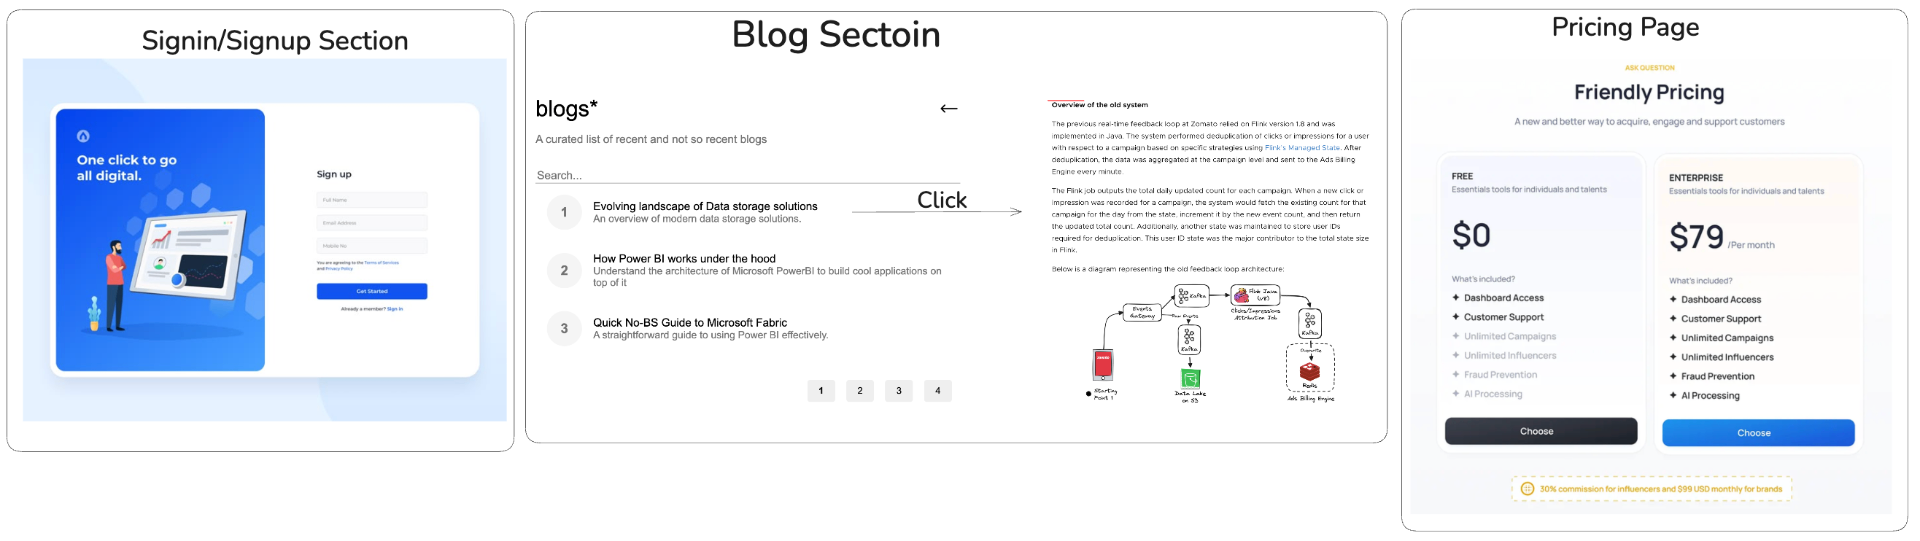 Signin/Signup Section
One click to go
all digital.
Sign up
Full Name
Email Address
Mobile No
You are agreeing to the Terms of Services
and Privacy Policy
Get Started
Already a member? Sign in
Blog Sectoin
blogs*
←
A curated list of recent and not so recent blogs
Search...
1
Evolving landscape of Data storage solutions
An overview of modern data storage solutions.
2
How Power BI works under the hood
Understand the architecture of Microsoft PowerBI to build cool applications on
top of it
3
Quick No-BS Guide to Microsoft Fabric
A straightforward guide to using Power BI effectively.
1 2 3 4
Click
Overview of the old system
The previous real-time feedback loop at Zomato relied on Flink version 1.8 and was
implemented in Java. The system performed deduplication of clicks or impressions for a user
with respect to a campaign based on specific strategies using Flink's Managed State. After
deduplication, the data was aggregated at the campaign level and sent to the Ads Billing
Engine every minute.
The Flink job outputs the total daily updated count for each campaign. When a new click or
impression was recorded for a campaign, the system would fetch the existing count for that
campaign for the day from the state, increment it by the new event count, and then return
the updated total count. Additionally, another state was maintained to store user IDs
required for deduplication. This user ID state was the major contributor to the total state size
in Flink.
Below is a diagram representing the old feedback loop architecture:
Events
Gateway
Kafka
Flink Java
(V8)
Clicks/Impressions
Attribution Job
Raw Events
Kafka
Kafka
Overwrite
Redis
Ads Billing Engine
Data Lake
on S3
zomato
Starting
Point 1
Pricing Page
ASK QUESTION
Friendly Pricing
A new and better way to acquire, engage and support customers
FREE
Essentials tools for individuals and talents
$0
What's included?
Dashboard Access
Customer Support
Unlimited Campaigns
Unlimited Influencers
Fraud Prevention
AI Processing
Choose
ENTERPRISE
Essentials tools for individuals and talents
$79 /Per month
What's included?
Dashboard Access
Customer Support
Unlimited Campaigns
Unlimited Influencers
Fraud Prevention
AI Processing
Choose
30% commission for influencers and $99 USD monthly for brands